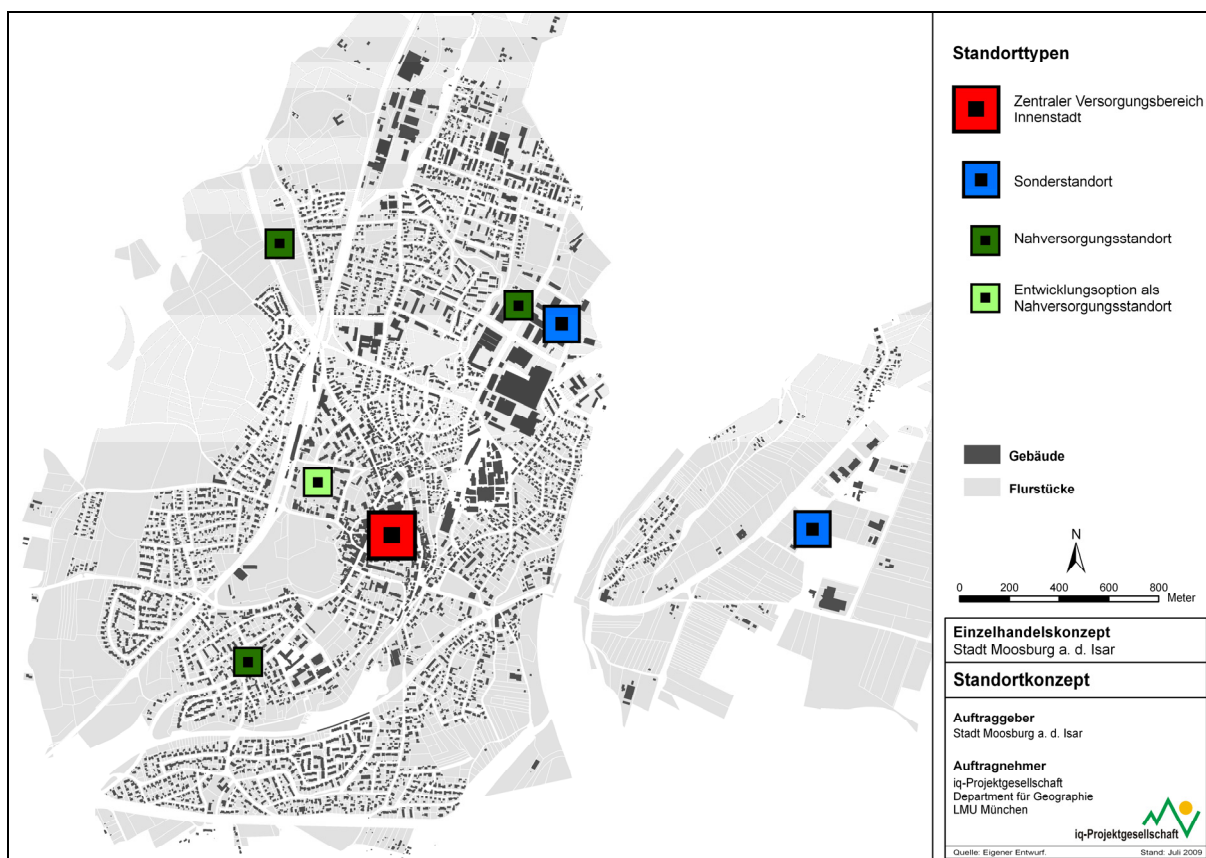 Standorttypen
Zentraler Versorgungsbereich
Innenstadt
Sonderstandort
Nahversorgungsstandort
Entwicklungsoption als
Nahversorgungsstandort
Gebäude
Flurstücke
N
0 200 400 600 800
Meter
Einzelhandelskonzept
Stadt Moosburg a. d. Isar
Standortkonzept
Auftraggeber
Stadt Moosburg a. d. Isar
Auftragnehmer
iq-Projektgesellschaft
Department für Geographie
LMU München
iq-Projektgesellschaft
Quelle: Eigener Entwurf. Stand: Juli 2009